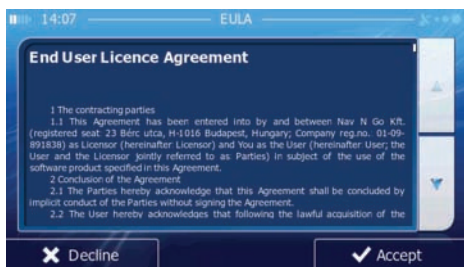 14:07 EULA
End User Licence Agreement
1 The contracting parties
1.1 This Agreement has been entered into by and between Nav N Go Kft.
(registered seat: 23 Bérc utca, H-1016 Budapest, Hungary; Company reg.no. 01-09-
891838) as Licensor (hereinafter Licensor) and You as the User (hereinafter User; the
User and the Licensor jointly referred to as Parties) in subject of the use of the
software product specified in this Agreement.
2 Conclusion of the Agreement
2.1 The Parties hereby acknowledge that this Agreement shall be concluded by
implicit conduct of the Parties without signing the Agreement.
2.2 The User hereby acknowledges that following the lawful acquisition of the
Decline Accept